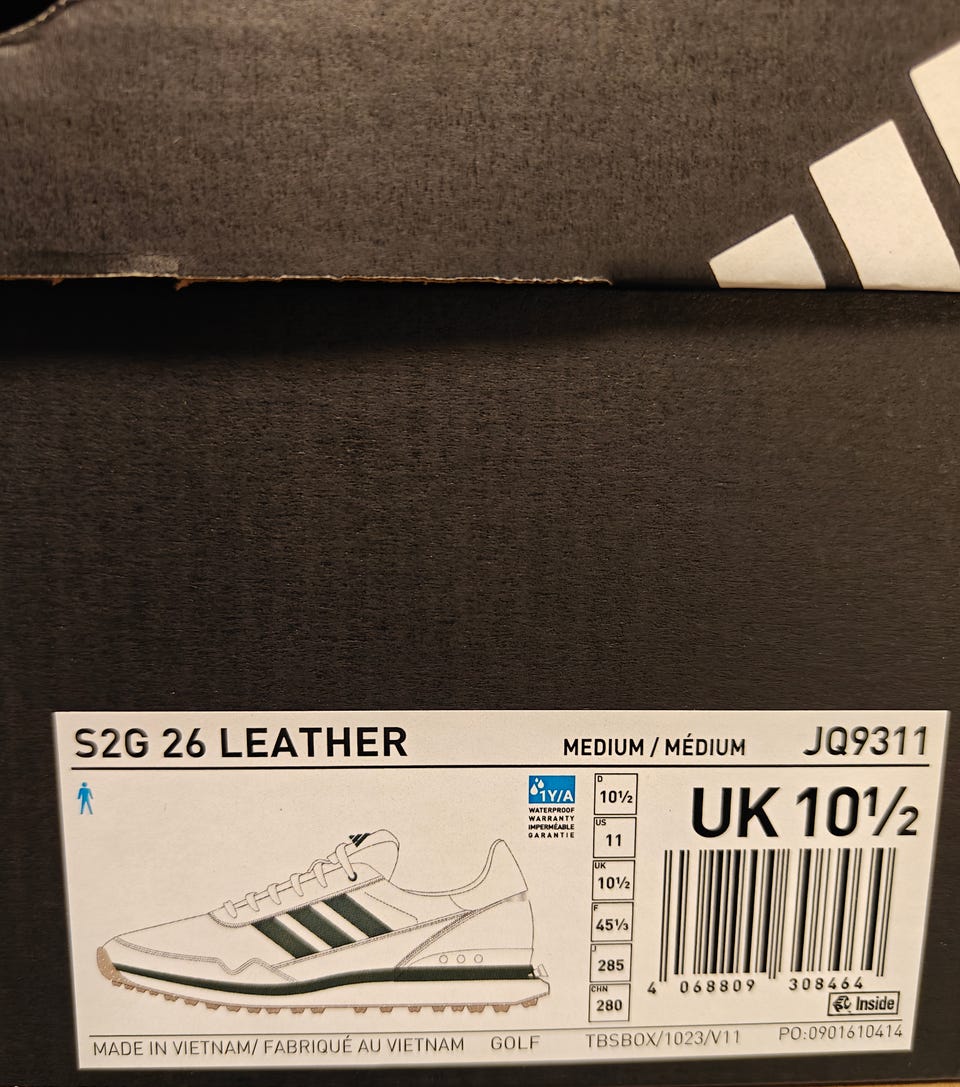 S2G 26 LEATHER
MEDIUM / MÉDIUM
JQ9311
1Y/A
WATERPROOF
WARRANTY
IMPERMÉABLE
GARANTIE
D
10½
US
11
UK
10½
F
45⅓
J
285
CHN
280
UK 10½
4 068809 308464
Inside
MADE IN VIETNAM/ FABRIQUÉ AU VIETNAM GOLF TBSBOX/1023/V11 PO:0901610414